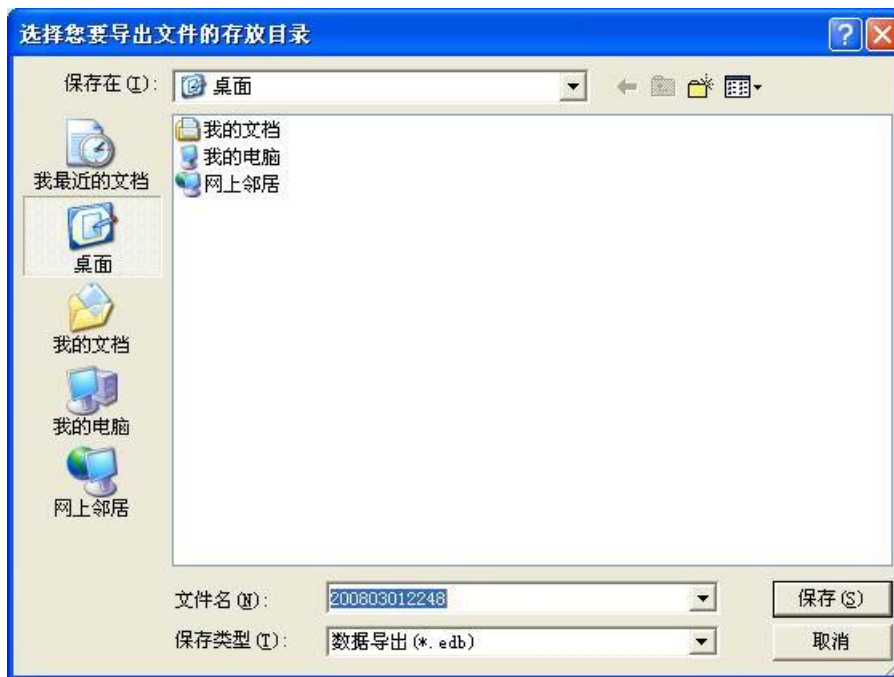 选择您要导出文件的存放目录
保存在(I):
桌面
我最近的文档
桌面
我的文档
我的电脑
网上邻居
我的文档
我的电脑
网上邻居
文件名(N):
200803012248
保存(S)
保存类型(T):
数据导出(*.edb)
取消